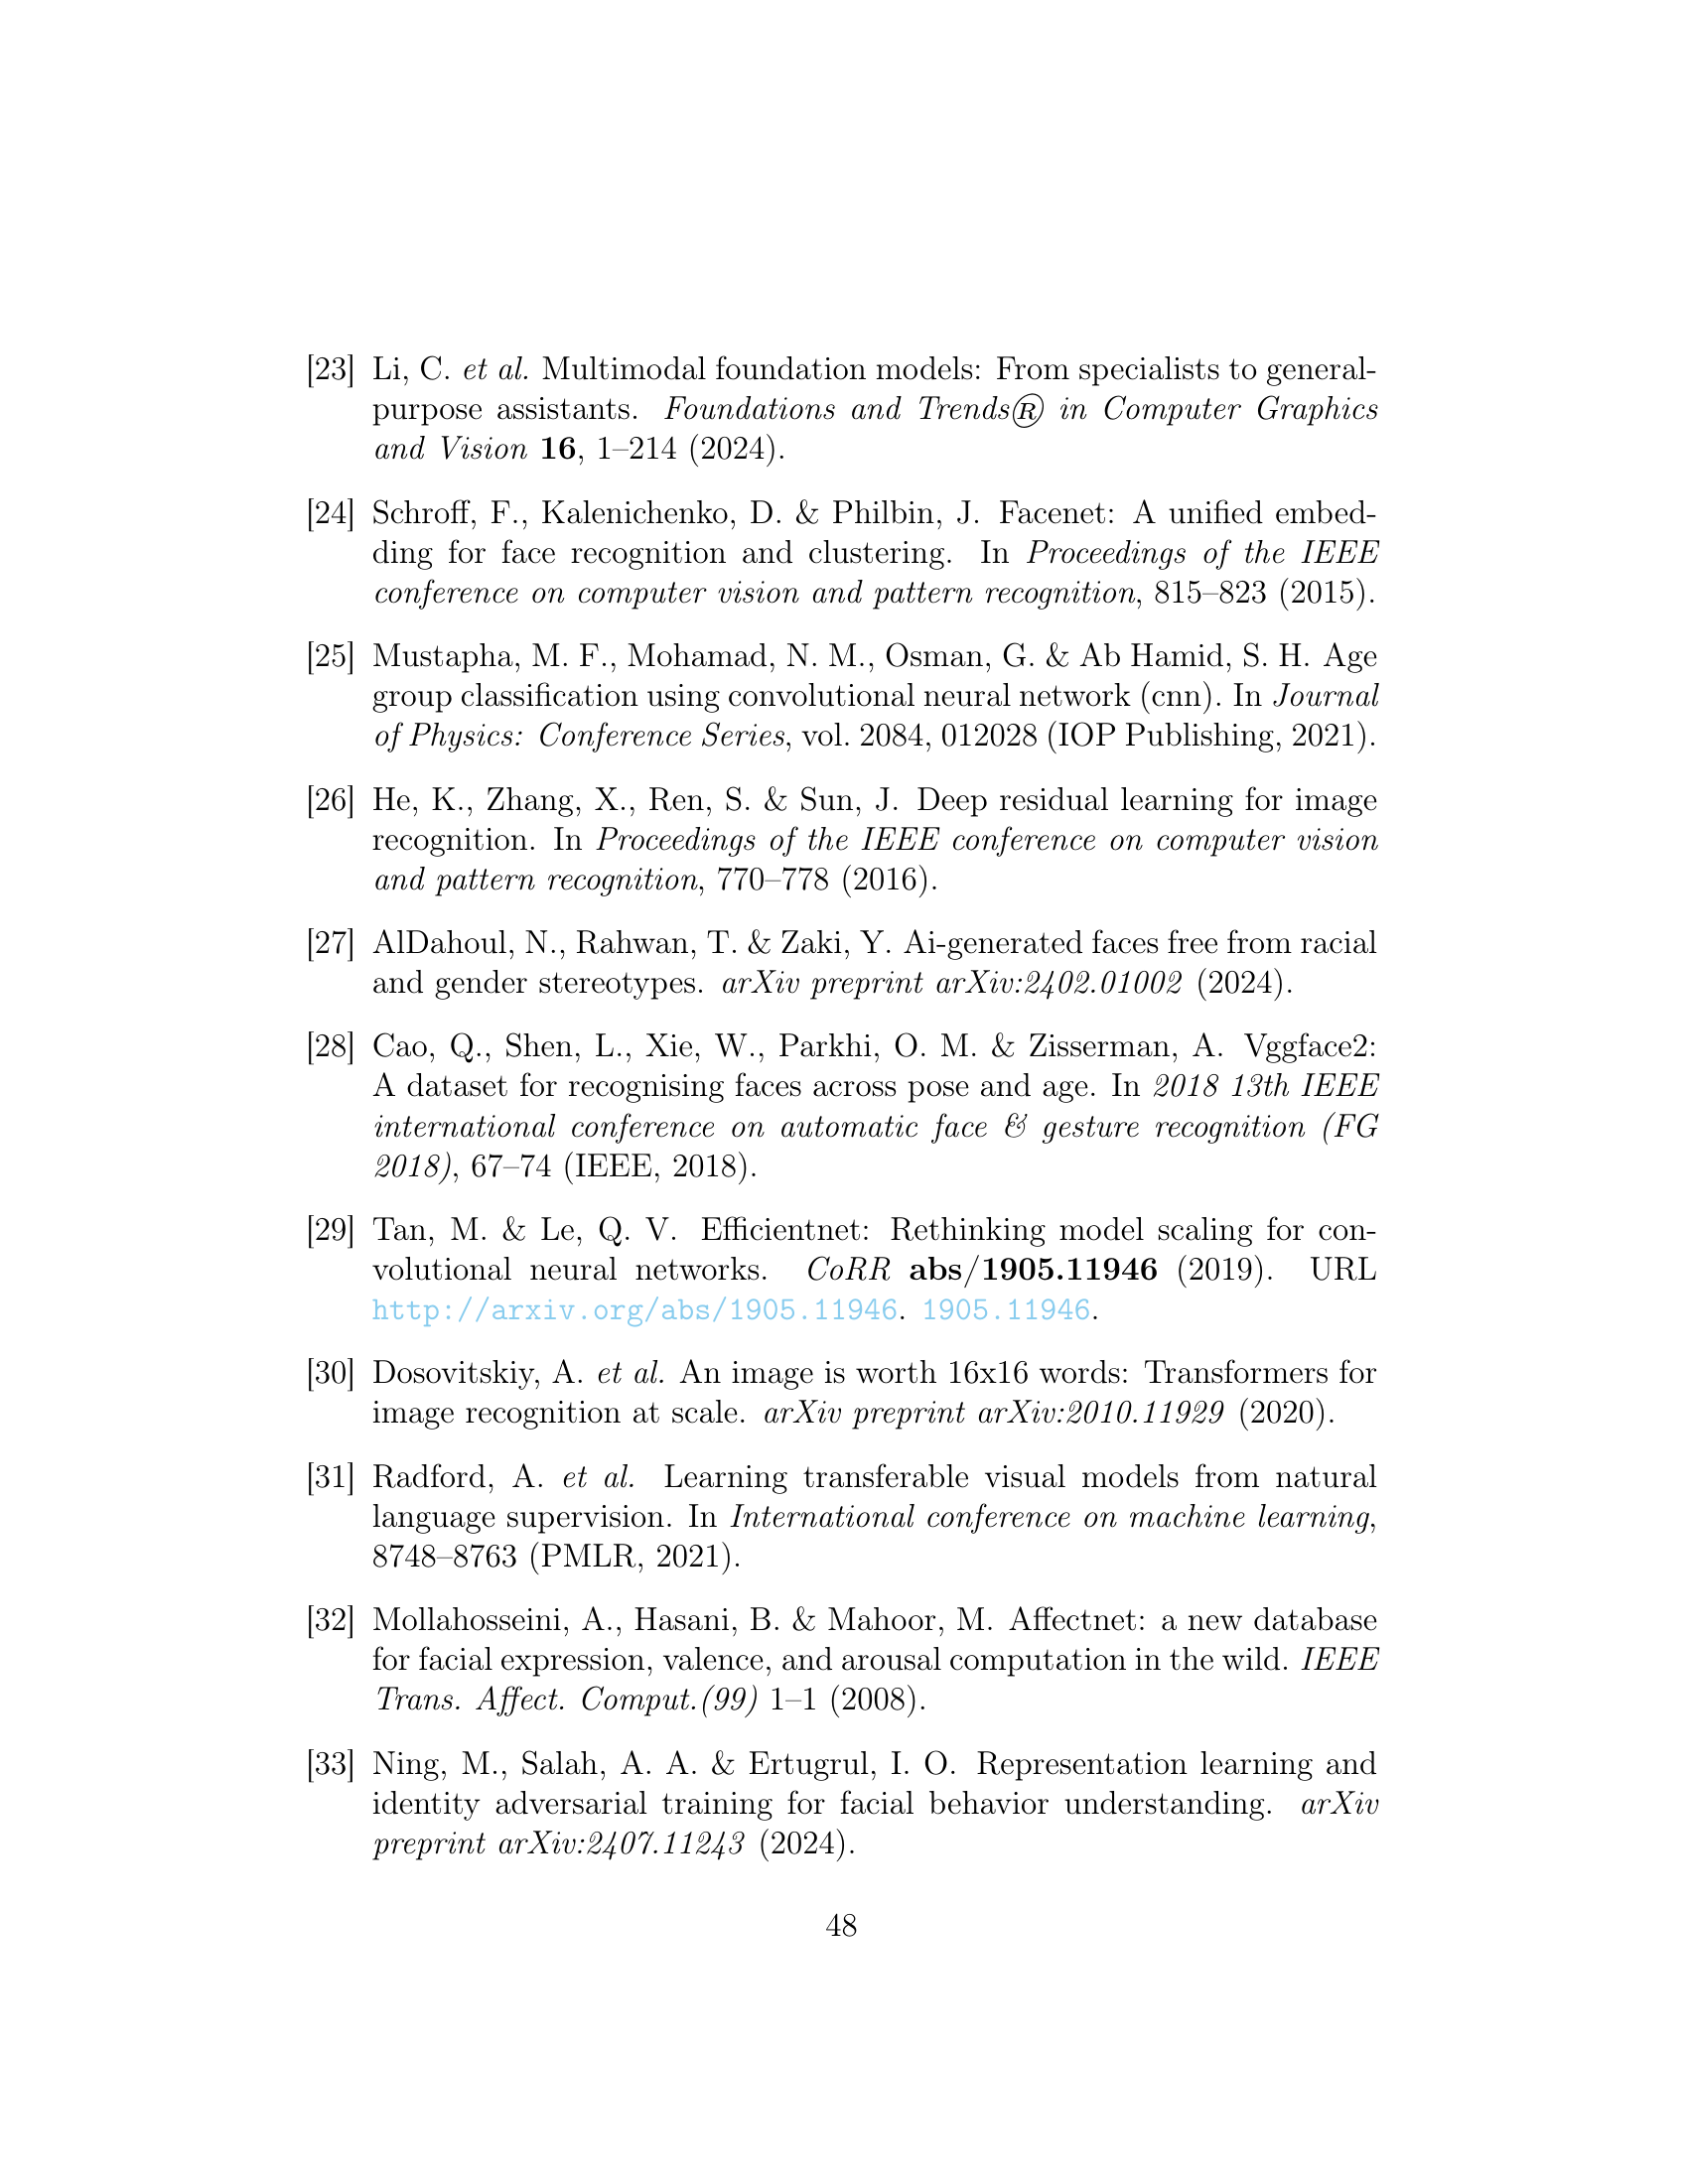 [23] Li, C. et al. Multimodal foundation models: From specialists to general-
purpose assistants. Foundations and Trends® in Computer Graphics
and Vision 16, 1–214 (2024).
[24] Schroff, F., Kalenichenko, D. & Philbin, J. Facenet: A unified embed-
ding for face recognition and clustering. In Proceedings of the IEEE
conference on computer vision and pattern recognition, 815–823 (2015).
[25] Mustapha, M. F., Mohamad, N. M., Osman, G. & Ab Hamid, S. H. Age
group classification using convolutional neural network (cnn). In Journal
of Physics: Conference Series, vol. 2084, 012028 (IOP Publishing, 2021).
[26] He, K., Zhang, X., Ren, S. & Sun, J. Deep residual learning for image
recognition. In Proceedings of the IEEE conference on computer vision
and pattern recognition, 770–778 (2016).
[27] AlDahoul, N., Rahwan, T. & Zaki, Y. Ai-generated faces free from racial
and gender stereotypes. arXiv preprint arXiv:2402.01002 (2024).
[28] Cao, Q., Shen, L., Xie, W., Parkhi, O. M. & Zisserman, A. Vggface2:
A dataset for recognising faces across pose and age. In 2018 13th IEEE
international conference on automatic face & gesture recognition (FG
2018), 67–74 (IEEE, 2018).
[29] Tan, M. & Le, Q. V. Efficientnet: Rethinking model scaling for con-
volutional neural networks. CoRR abs/1905.11946 (2019). URL
http://arxiv.org/abs/1905.11946. 1905.11946.
[30] Dosovitskiy, A. et al. An image is worth 16x16 words: Transformers for
image recognition at scale. arXiv preprint arXiv:2010.11929 (2020).
[31] Radford, A. et al. Learning transferable visual models from natural
language supervision. In International conference on machine learning,
8748–8763 (PMLR, 2021).
[32] Mollahosseini, A., Hasani, B. & Mahoor, M. Affectnet: a new database
for facial expression, valence, and arousal computation in the wild. IEEE
Trans. Affect. Comput.(99) 1–1 (2008).
[33] Ning, M., Salah, A. A. & Ertugrul, I. O. Representation learning and
identity adversarial training for facial behavior understanding. arXiv
preprint arXiv:2407.11243 (2024).
48